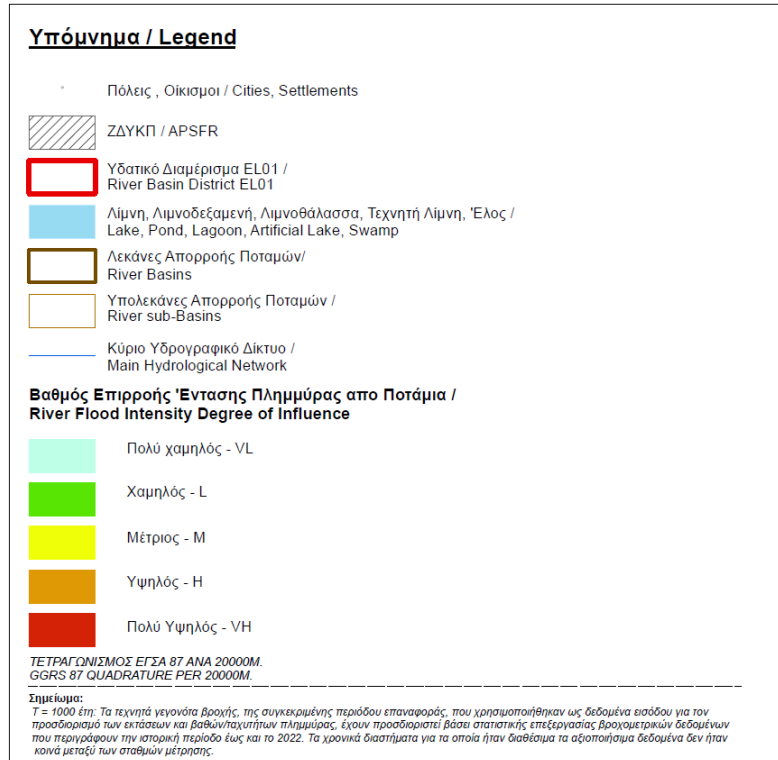 Υπόμνημα / Legend
Πόλεις , Οίκισμοι / Cities, Settlements
ΖΔΥΚΠ / APSFR
Υδατικό Διαμέρισμα EL01 /
River Basin District EL01
Λίμνη, Λιμνοδεξαμενή, Λιμνοθάλασσα, Τεχνητή Λίμνη, 'Ελος /
Lake, Pond, Lagoon, Artificial Lake, Swamp
Λεκάνες Απορροής Ποταμών/
River Basins
Υπολεκάνες Απορροής Ποταμών /
River sub-Basins
Κύριο Υδρογραφικό Δίκτυο /
Main Hydrological Network
Βαθμός Επιρροής 'Εντασης Πλημμύρας απο Ποτάμια /
River Flood Intensity Degree of Influence
Πολύ χαμηλός - VL
Χαμηλός - L
Μέτριος - M
Υψηλός - H
Πολύ Υψηλός - VH
ΤΕΤΡΑΓΩΝΙΣΜΟΣ ΕΓΣΑ 87 ΑΝΑ 20000Μ.
GGRS 87 QUADRATURE PER 20000M.
Σημείωμα:
T = 1000 έτη: Τα τεχνητά γεγονότα βροχής, της συγκεκριμένης περιόδου επαναφοράς, που χρησιμοποιήθηκαν ως δεδομένα εισόδου για τον
προσδιορισμό των εκτάσεων και βαθών/ταχυτήτων πλημμύρας, έχουν προσδιοριστεί βάσει στατιστικής επεξεργασίας βροχομετρικών δεδομένων
που περιγράφουν την ιστορική περίοδο έως και το 2022. Τα χρονικά διαστήματα για τα οποία ήταν διαθέσιμα τα αξιοποιήσιμα δεδομένα δεν ήταν
κοινά μεταξύ των σταθμών μέτρησης.